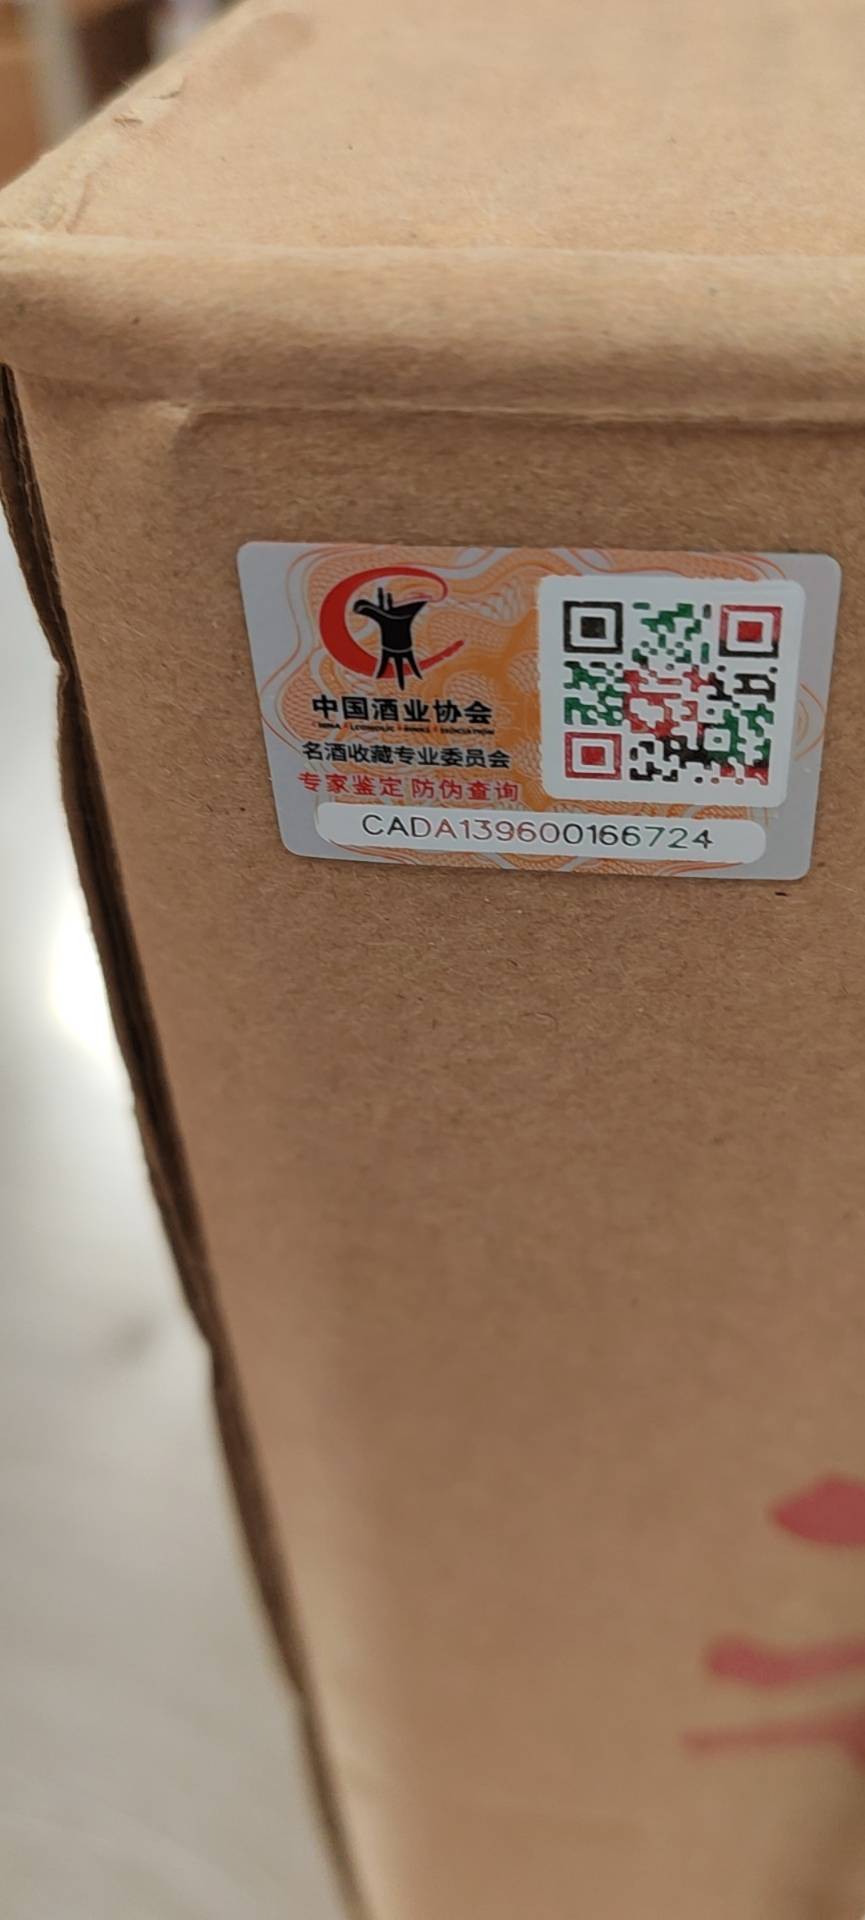 中国酒业协会
名酒收藏专业委员会
专家鉴定 防伪查询
CADA139600166724